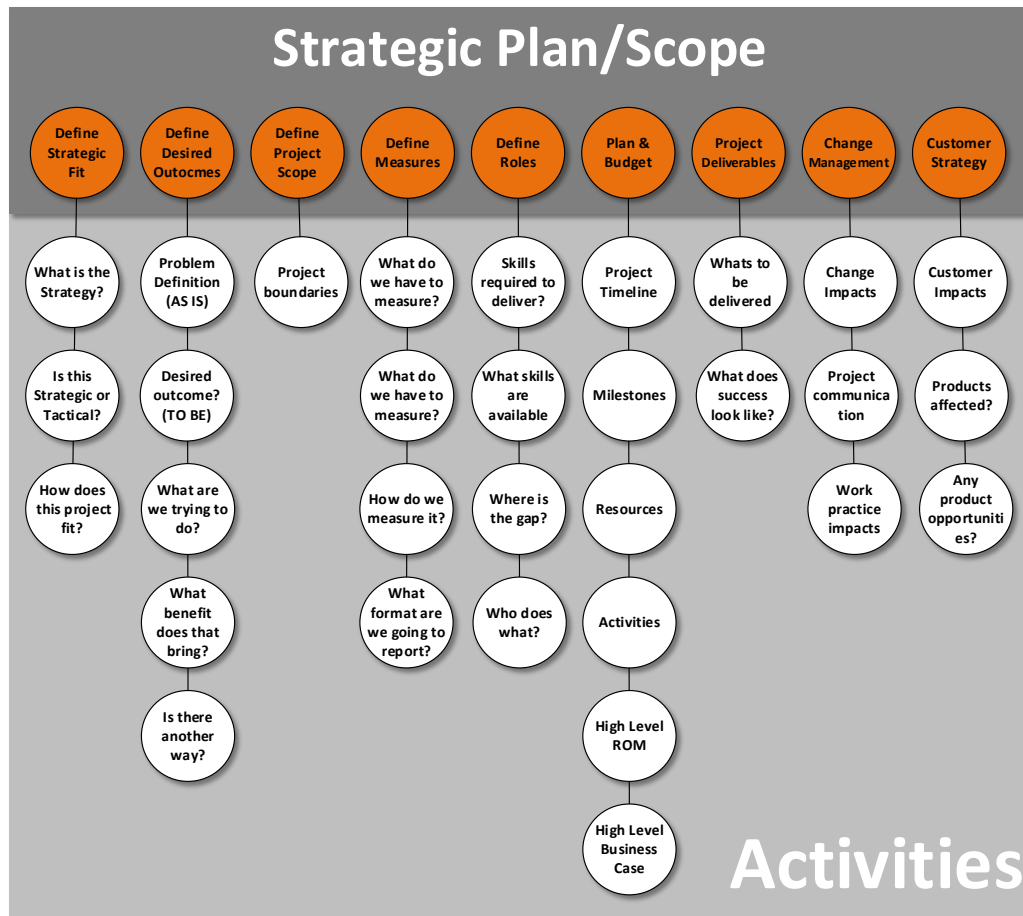 Strategic Plan/Scope
Define
Strategic
Fit
Define
Desired
Outocmes
Define
Project
Scope
Define
Measures
Define
Roles
Plan &
Budget
Project
Deliverables
Change
Management
Customer
Strategy
What is the
Strategy?
Problem
Definition
(AS IS)
Project
boundaries
What do
we have to
measure?
Skills
required to
deliver?
Project
Timeline
Whats to
be
delivered
Change
Impacts
Customer
Impacts
Is this
Strategic or
Tactical?
Desired
outcome?
(TO BE)
What do
we have to
measure?
What skills
are
available
Milestones
What does
success
look like?
Project
communica
tion
Products
affected?
How does
this project
fit?
What are
we trying to
do?
How do we
measure it?
Where is
the gap?
Resources
Work
practice
impacts
Any
product
opportuniti
es?
What
benefit
does that
bring?
What
format are
we going to
report?
Who does
what?
Activities
Is there
another
way?
High Level
ROM
High Level
Business
Case
Activities